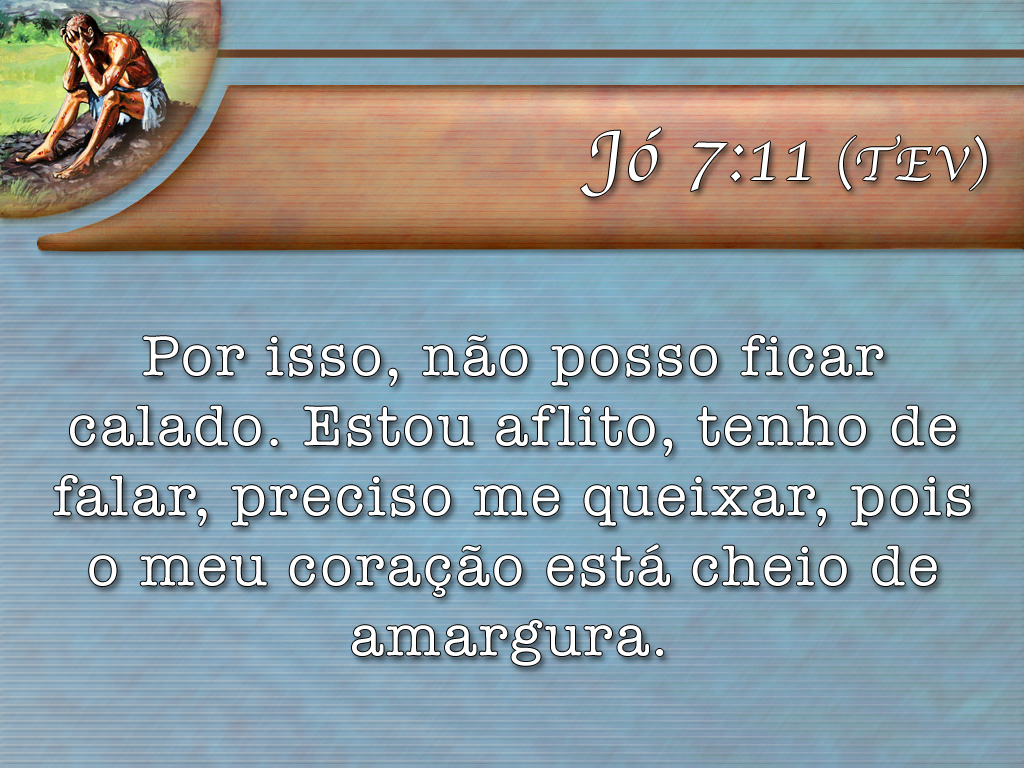 Jó 7:11 (TEV)
Por isso, não posso ficar
calado. Estou aflito, tenho de
falar, preciso me queixar, pois
o meu coração está cheio de
amargura.